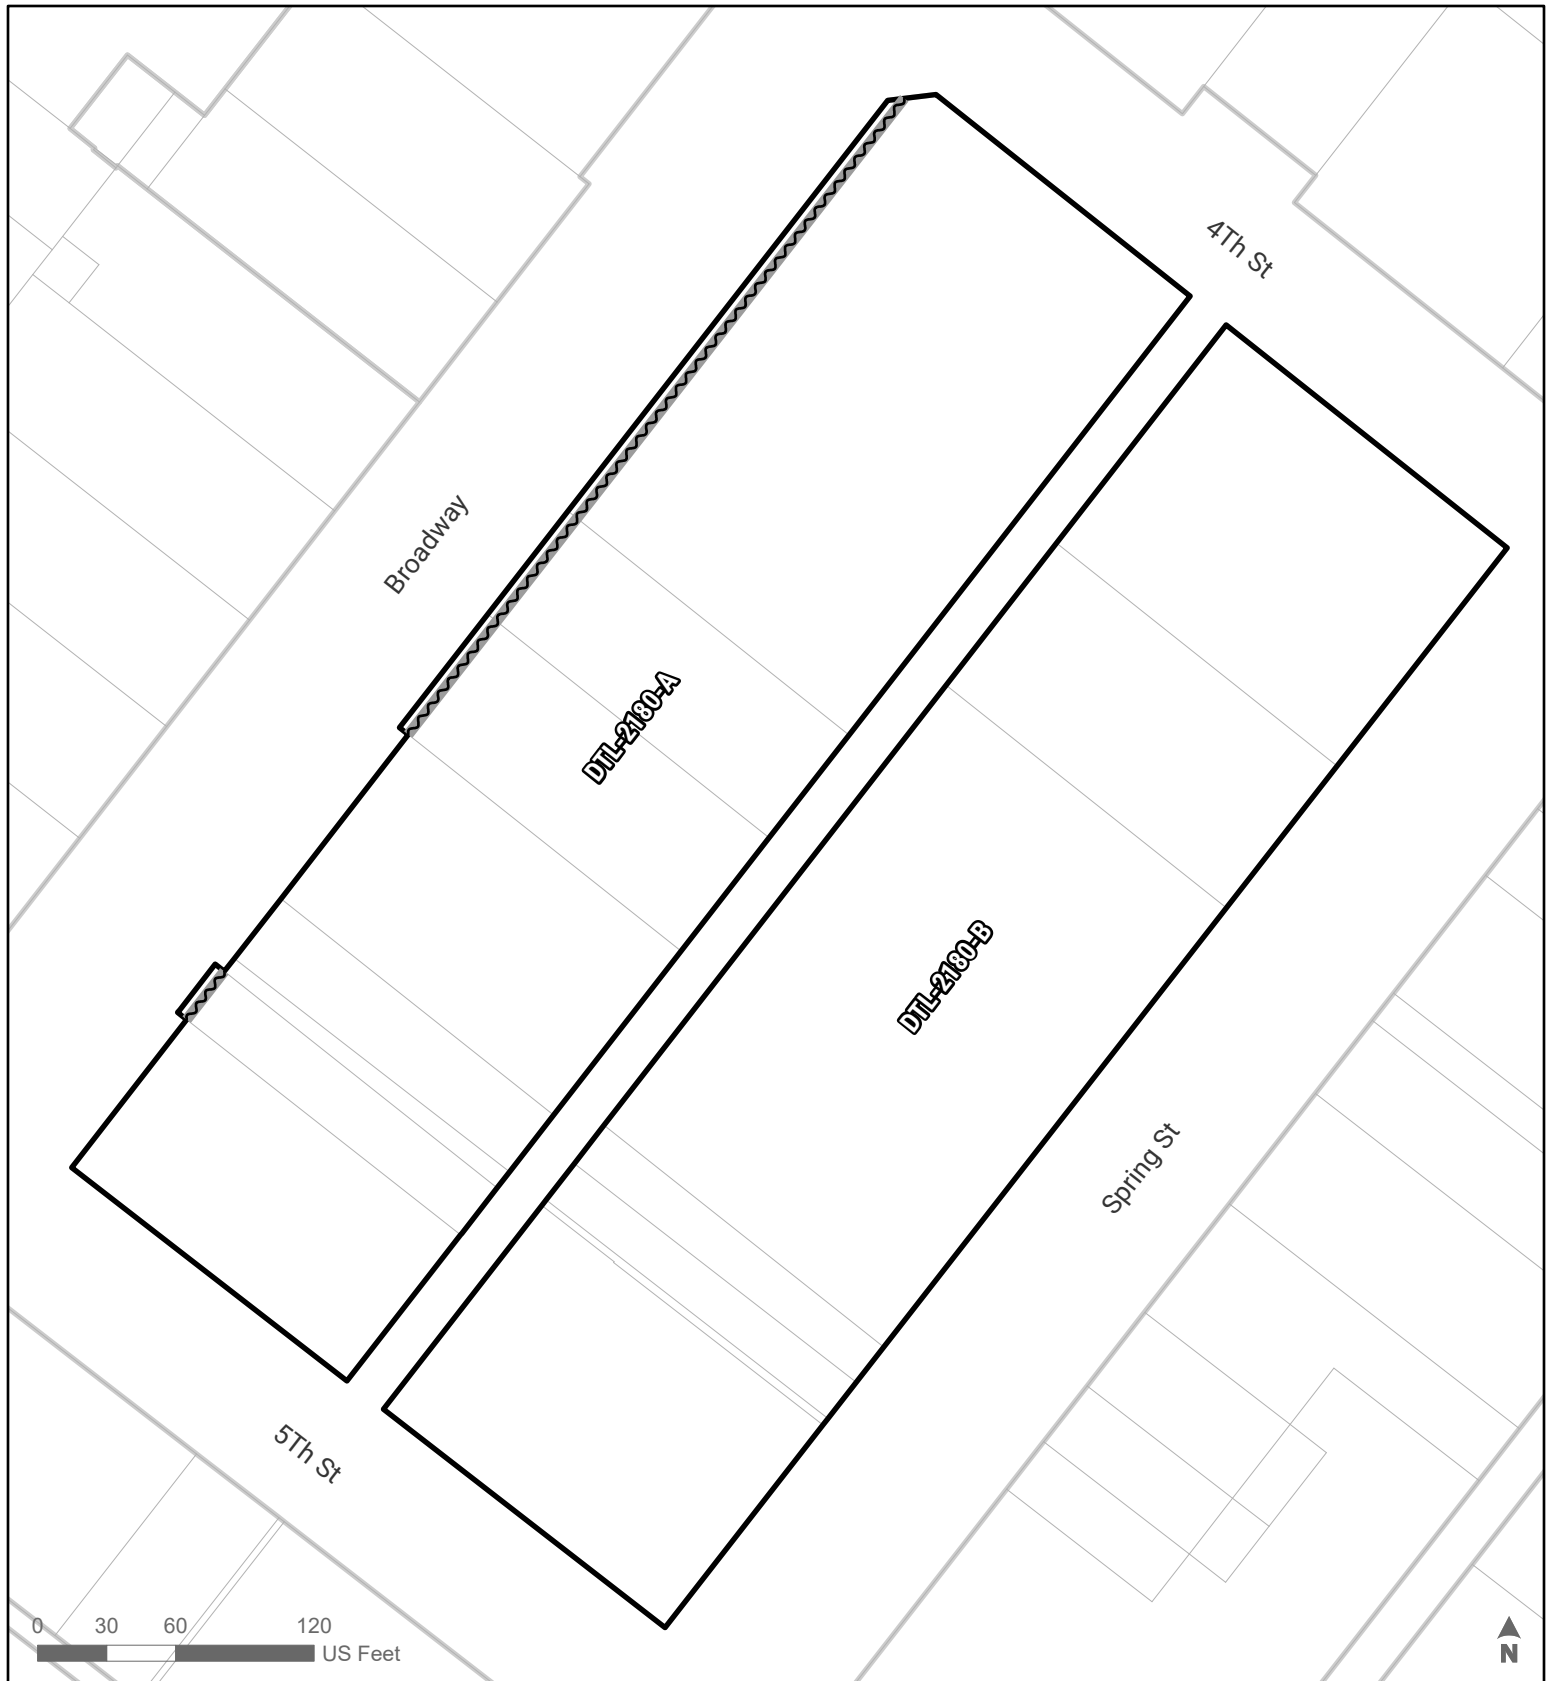 4Th St
Broadway
DTL-2180-A
DTL-2180-B
Spring St
5Th St
0 30 60 120
US Feet
N